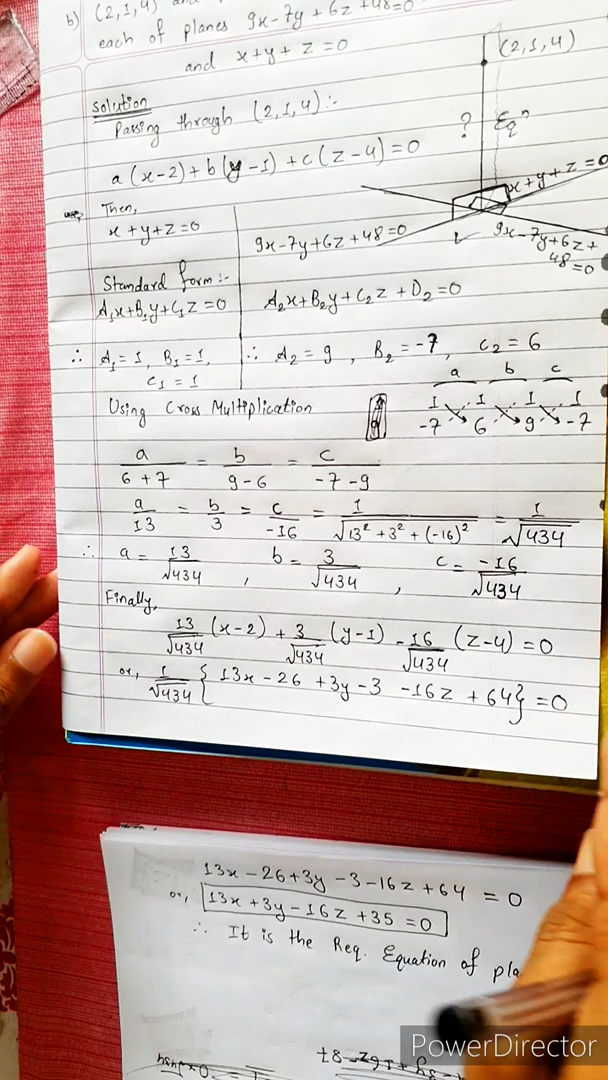 b) (2,1,4) and
each of planes 9x-7y+6z+48=0
and x+y+z=0
(2,1,4)
Solution
Passing through (2,1,4):-
? Eqⁿ
a(x-2)+b(y-1)+c(z-4)=0
x+y+z=0
Then,
x+y+z=0
9x-7y+6z+48=0
9x-7y+6z+
48=0
Standard form:-
A₁x+B₁y+C₁z=0
A₂x+B₂y+C₂z+D₂=0
∴ A₁=1, B₁=1,
C₁=1
∴ A₂=9, B₂=-7, C₂=6
a b c
1 1 1 1
-7 6 9 -7
Using Cross Multiplication
a/(6+7) = b/(9-6) = c/(-7-9)
a/13 = b/3 = c/-16 = 1/√(13²+3²+(-16)²) = 1/√434
∴ a = 13/√434, b = 3/√434, c = -16/√434
Finally,
13/√434 (x-2) + 3/√434 (y-1) -16/√434 (z-4) = 0
or, 1/√434 {13x-26+3y-3-16z+64} = 0
13x-26+3y-3-16z+64 = 0
or, 13x+3y-16z+35=0
∴ It is the Req. Equation of pla
PowerDirector